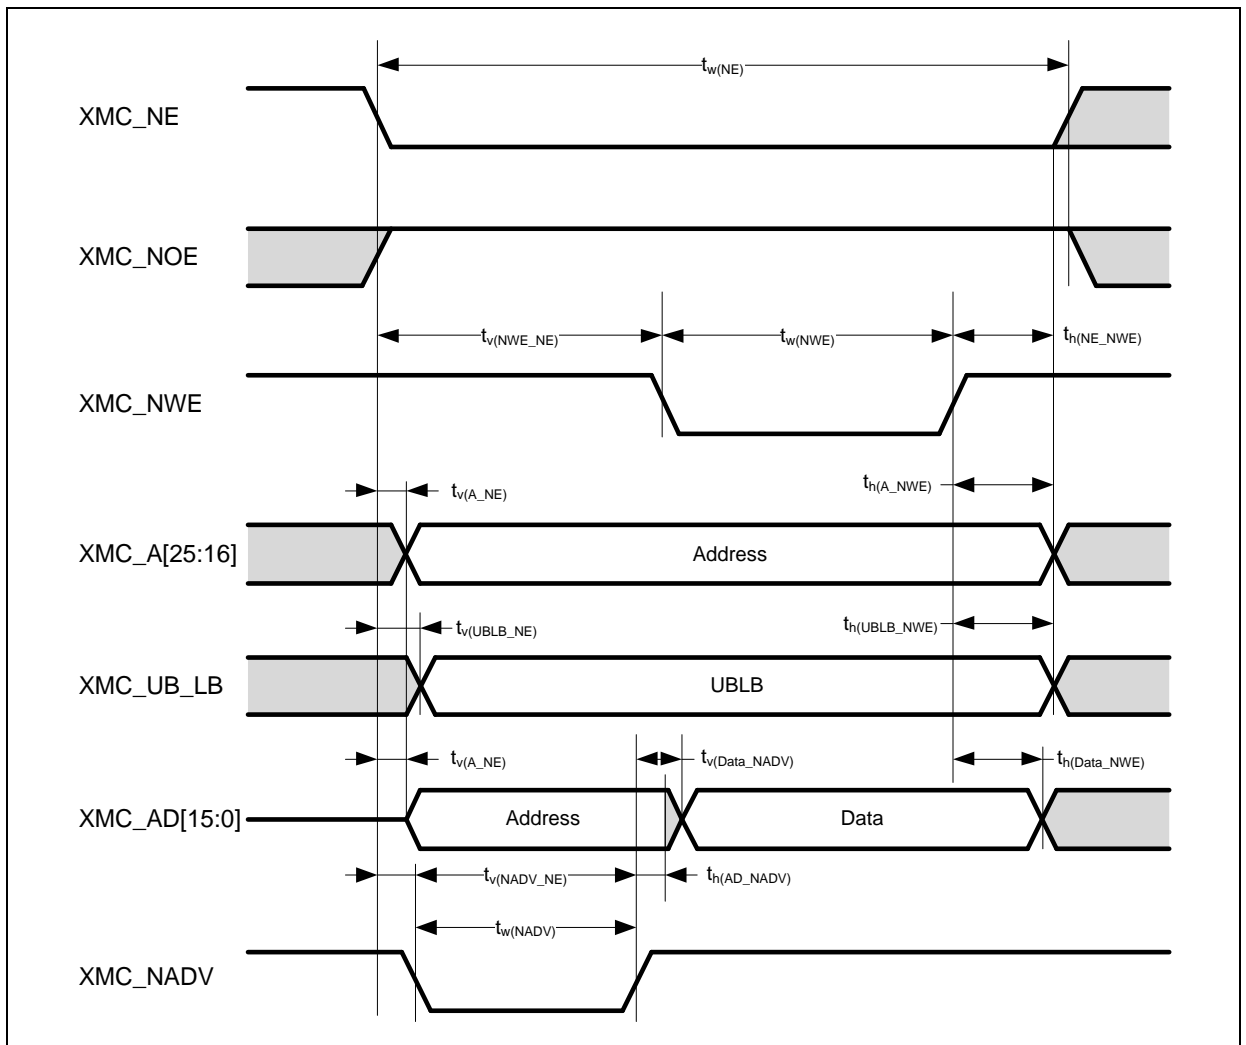 tw(NE)
XMC_NE
XMC_NOE
tv(NWE_NE)
tw(NWE)
th(NE_NWE)
XMC_NWE
tv(A_NE)
th(A_NWE)
XMC_A[25:16]
Address
tv(UBLB_NE)
th(UBLB_NWE)
XMC_UB_LB
UBLB
tv(A_NE)
tv(Data_NADV)
th(Data_NWE)
XMC_AD[15:0]
Address
Data
tv(NADV_NE)
th(AD_NADV)
tw(NADV)
XMC_NADV